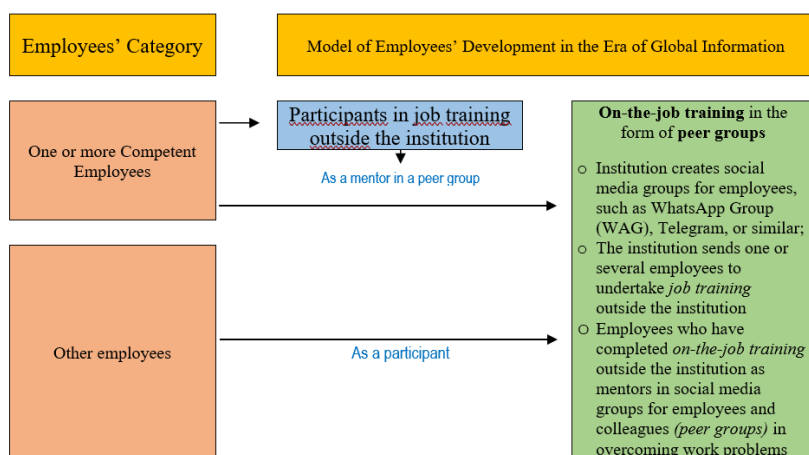 Employees’ Category
Model of Employees’ Development in the Era of Global Information
One or more Competent
Employees
Participants in job training
outside the institution
As a mentor in a peer group
Other employees
As a participant
On-the-job training in the
form of peer groups
○ Institution creates social
media groups for employees,
such as WhatsApp Group
(WAG), Telegram, or similar;
○ The institution sends one or
several employees to
undertake job training
outside the institution
○ Employees who have
completed on-the-job training
outside the institution as
mentors in social media
groups for employees and
colleagues (peer groups) in
overcoming work problems